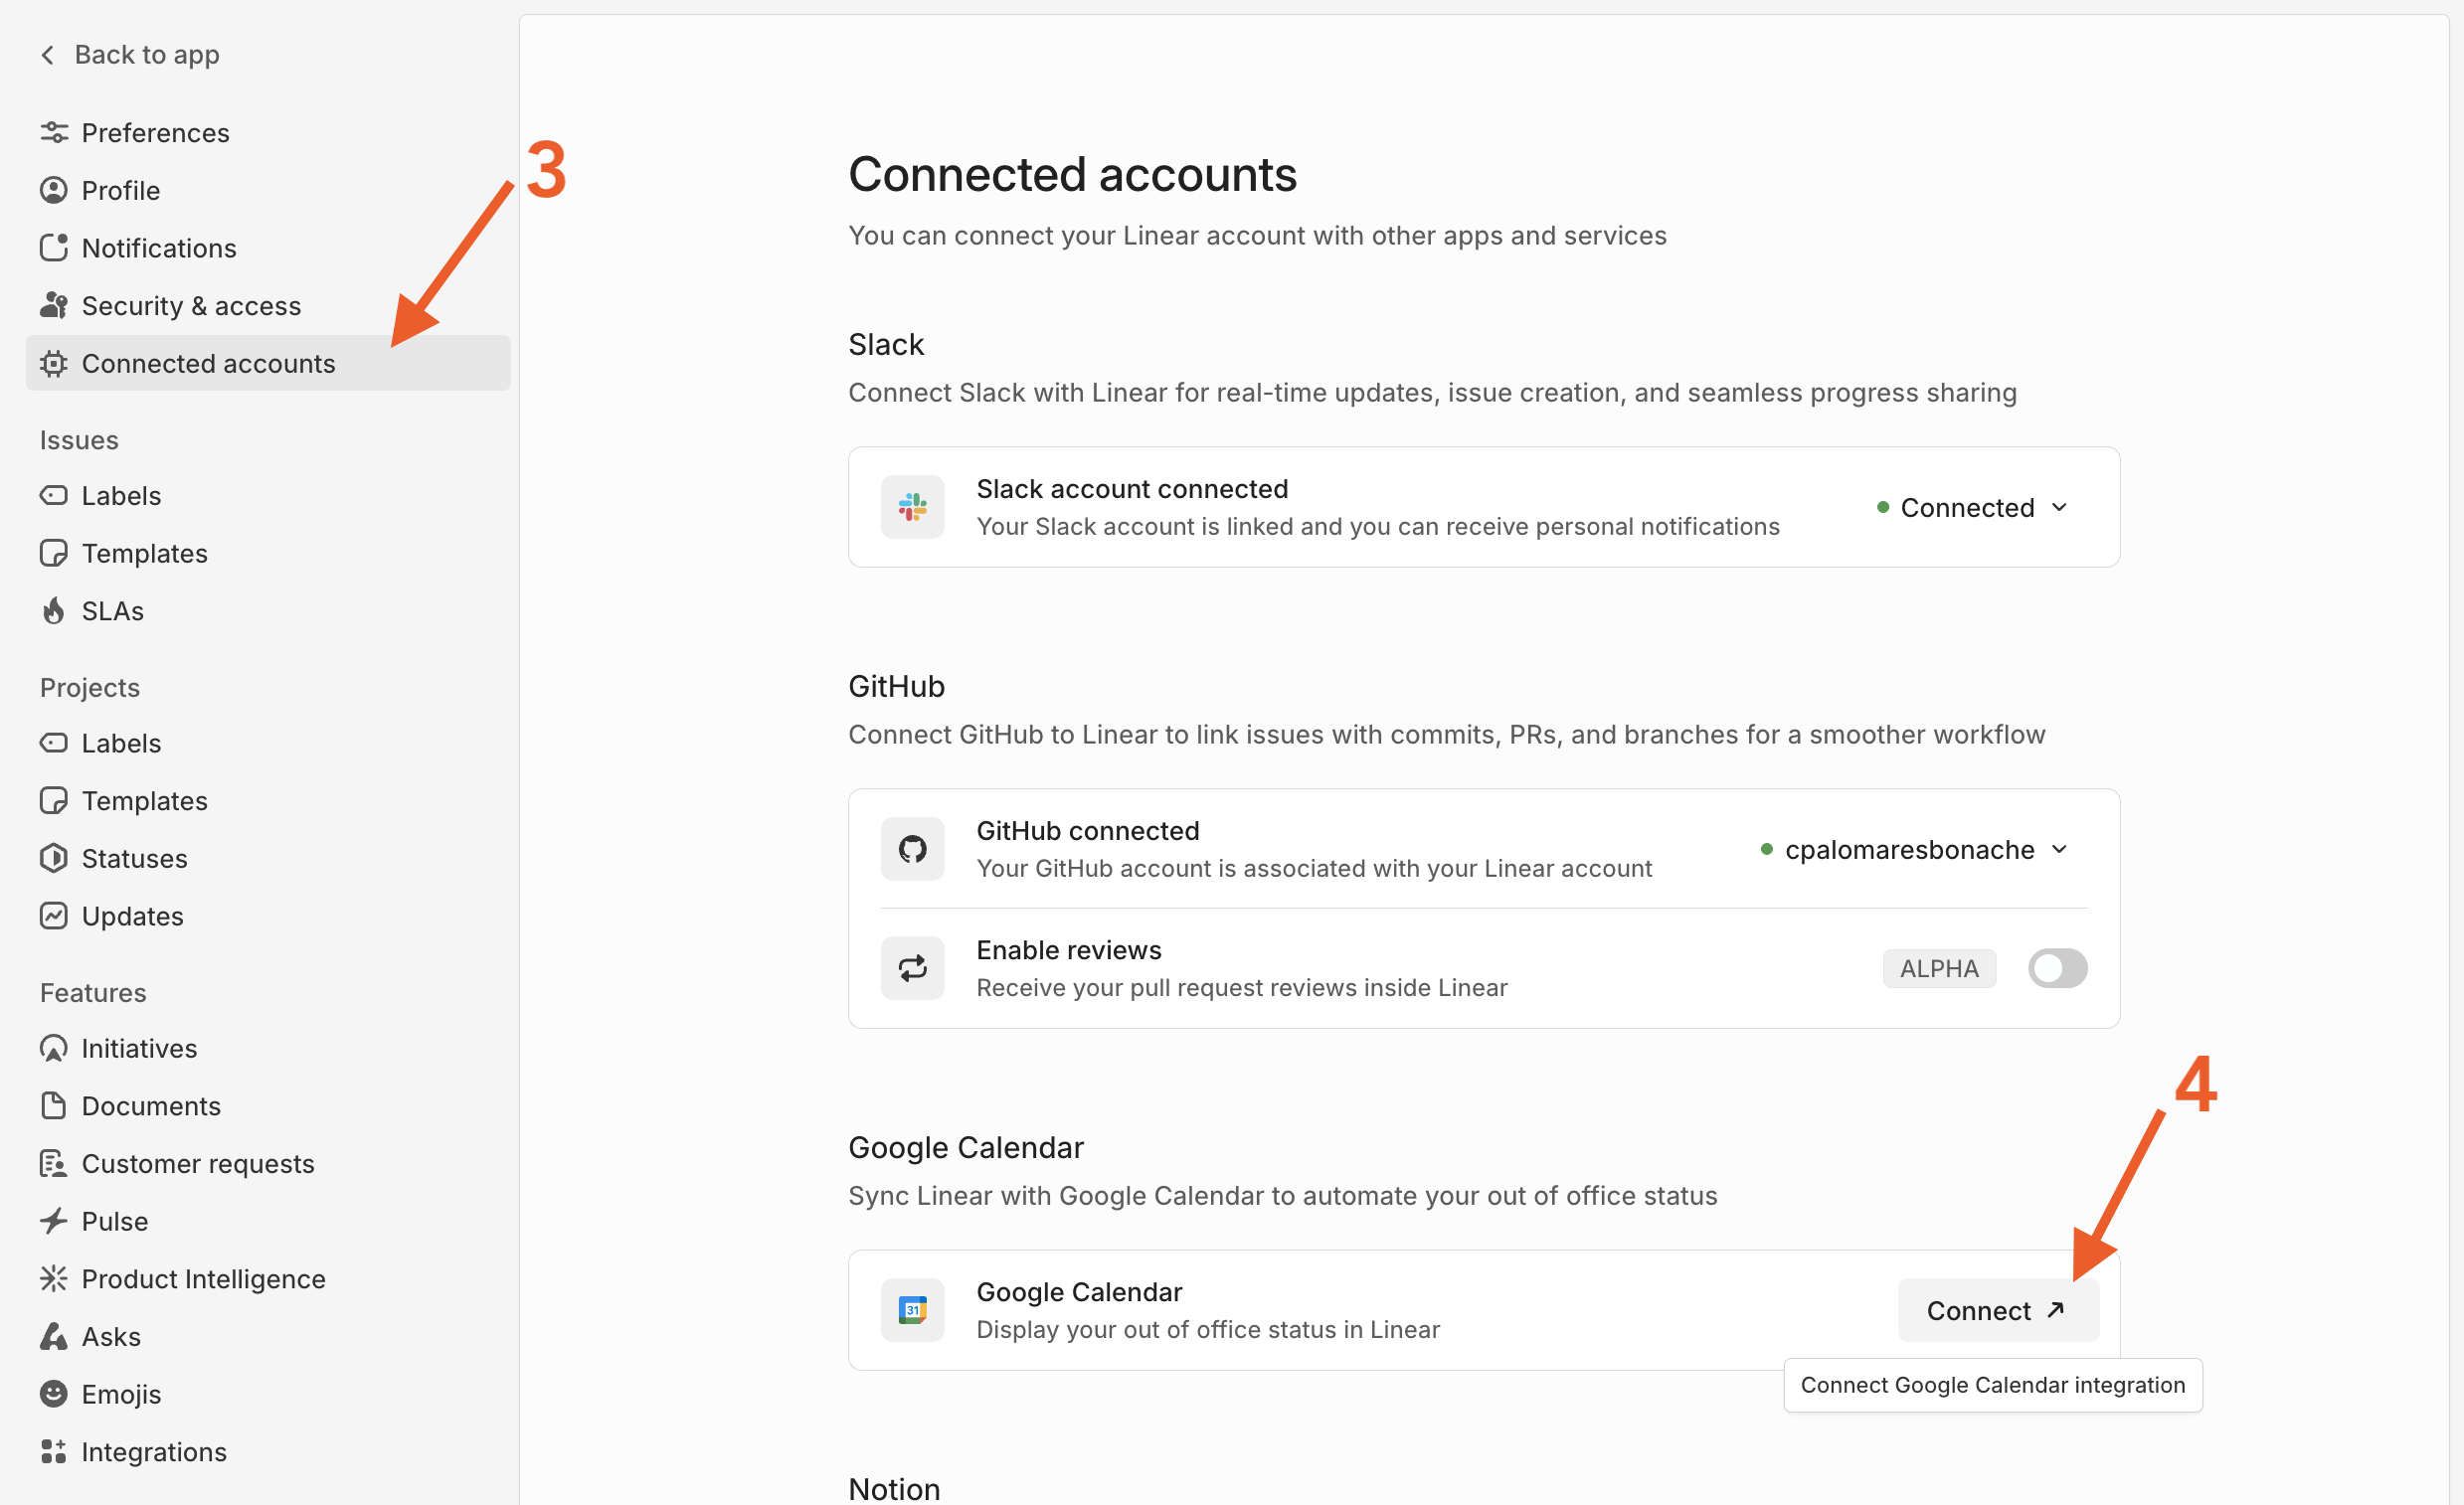 Back to app
Preferences
Profile
Notifications
Security & access
Connected accounts
Issues
Labels
Templates
SLAs
Projects
Labels
Templates
Statuses
Updates
Features
Initiatives
Documents
Customer requests
Pulse
Product Intelligence
Asks
Emojis
Integrations
3
Connected accounts
You can connect your Linear account with other apps and services
Slack
Connect Slack with Linear for real-time updates, issue creation, and seamless progress sharing
Slack account connected
Your Slack account is linked and you can receive personal notifications
Connected
GitHub
Connect GitHub to Linear to link issues with commits, PRs, and branches for a smoother workflow
GitHub connected
Your GitHub account is associated with your Linear account
cpalomaresbonache
Enable reviews
Receive your pull request reviews inside Linear
ALPHA
4
Google Calendar
Sync Linear with Google Calendar to automate your out of office status
31
Google Calendar
Display your out of office status in Linear
Connect
Connect Google Calendar integration
Notion